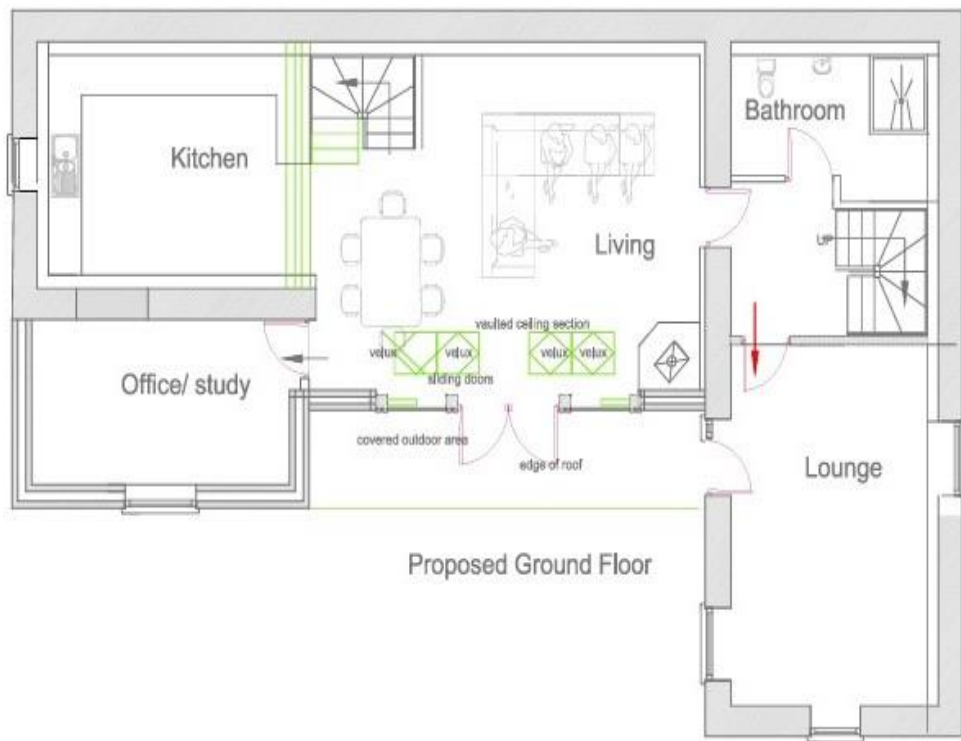 Bathroom
Kitchen
Living
UP
vaulted ceiling section
velux
velux
velux
velux
sliding doors
Office/ study
covered outdoor area
edge of roof
Lounge
Proposed Ground Floor